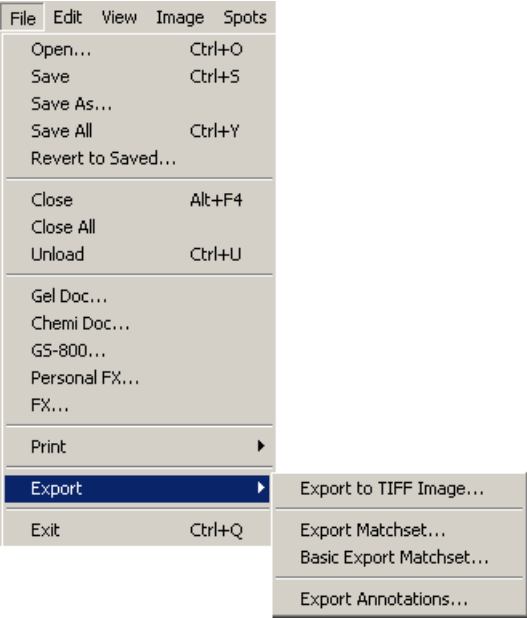 File Edit View Image Spots
Open... Ctrl+O
Save Ctrl+S
Save As...
Save All Ctrl+Y
Revert to Saved...
Close Alt+F4
Close All
Unload Ctrl+U
Gel Doc...
Chemi Doc...
GS-800...
Personal FX...
FX...
Print
Export
Exit Ctrl+Q
Export to TIFF Image...
Export Matchset...
Basic Export Matchset...
Export Annotations...